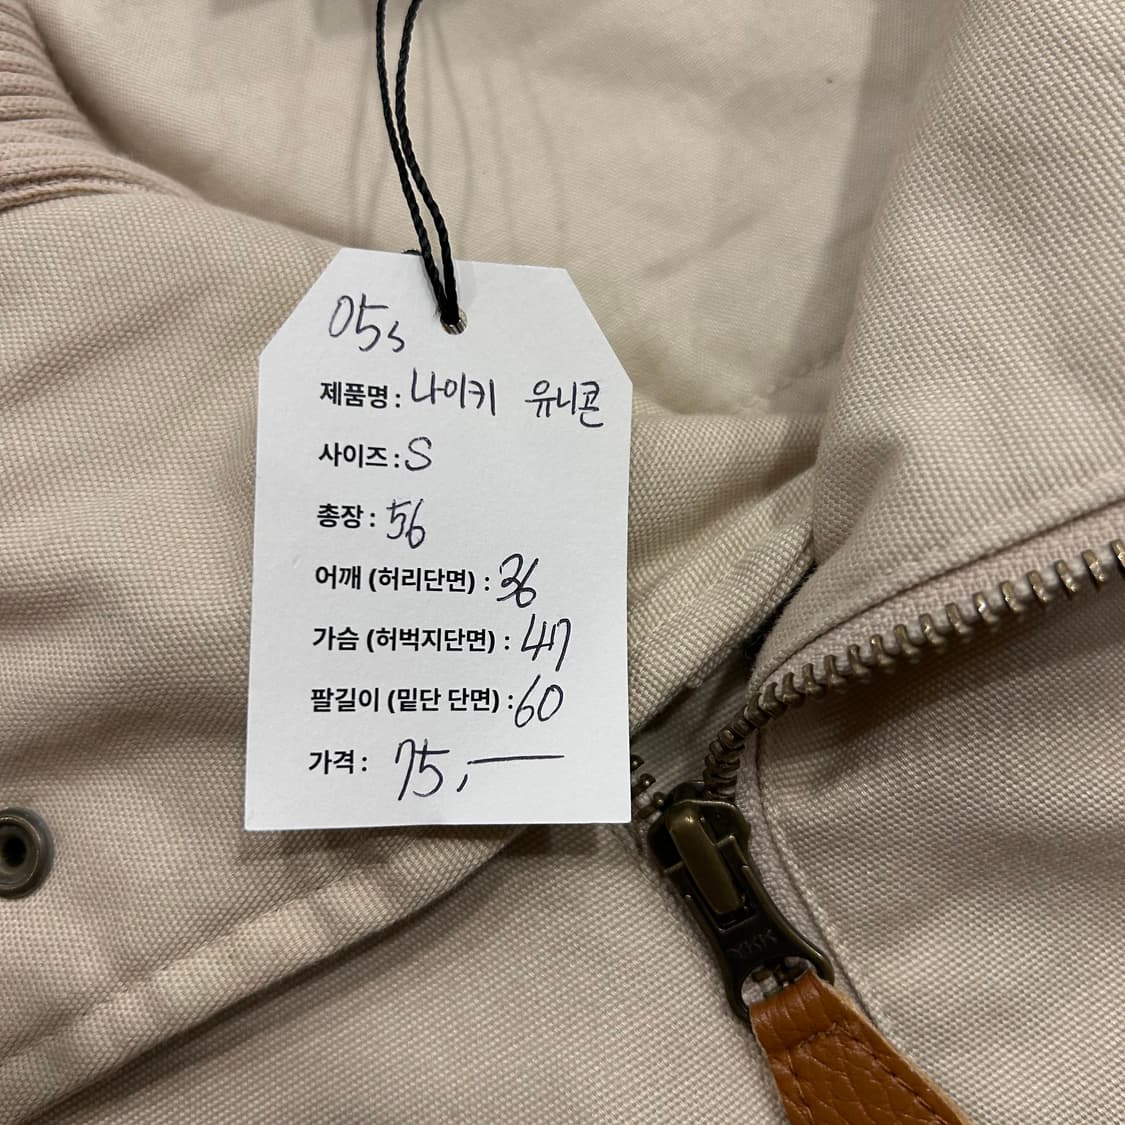 05s
제품명 : 나이키 유니콘
사이즈 : S
총장 : 56
어깨 (허리단면) : 36
가슴 (허벅지단면) : 47
팔길이 (밑단 단면) : 60
가격 : 75,—
YKK